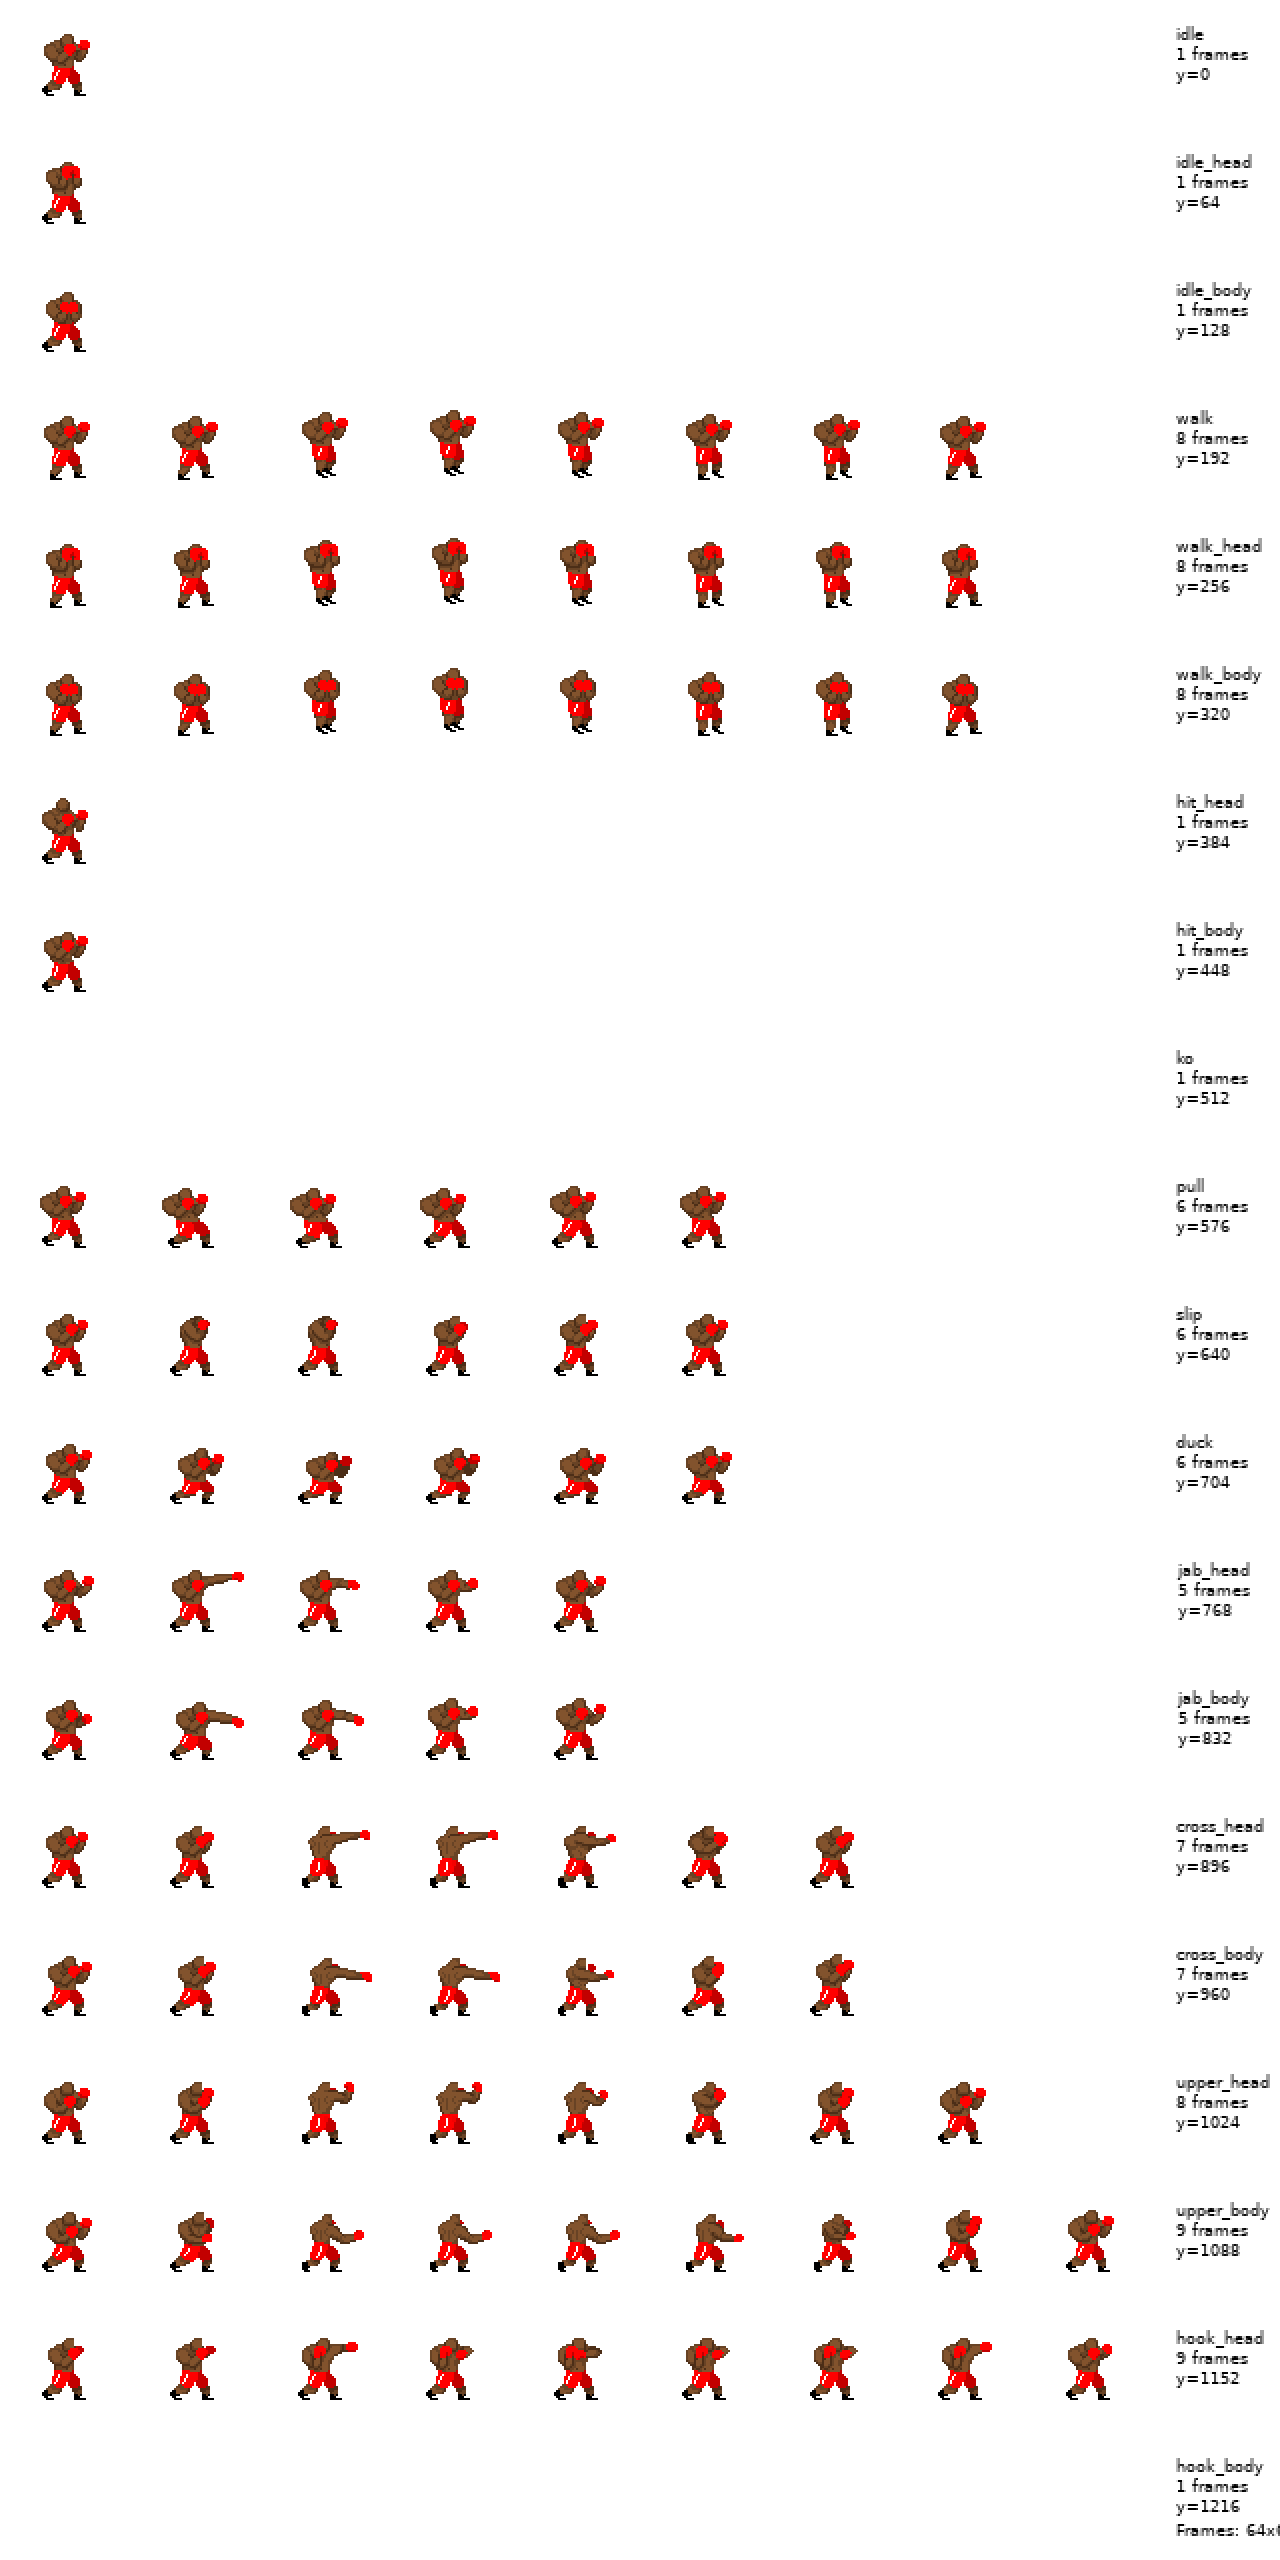 idle
1 frames
y=0
idle_head
1 frames
y=64
idle_body
1 frames
y=128
walk
8 frames
y=192
walk_head
8 frames
y=256
walk_body
8 frames
y=320
hit_head
1 frames
y=384
hit_body
1 frames
y=448
ko
1 frames
y=512
pull
6 frames
y=576
slip
6 frames
y=640
duck
6 frames
y=704
jab_head
5 frames
y=768
jab_body
5 frames
y=832
cross_head
7 frames
y=896
cross_body
7 frames
y=960
upper_head
8 frames
y=1024
upper_body
9 frames
y=1088
hook_head
9 frames
y=1152
hook_body
1 frames
y=1216
Frames: 64x